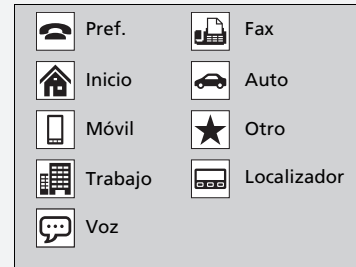 Pref.
Fax
Inicio
Auto
Móvil
Otro
Trabajo
Localizador
Voz